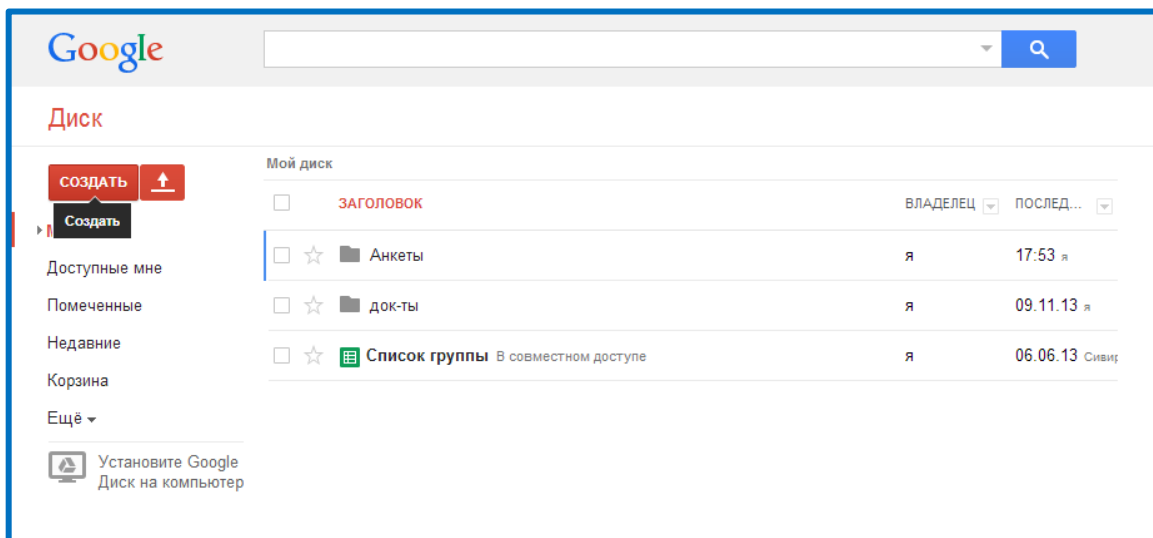 Google
Диск
СОЗДАТЬ
Создать
Доступные мне
Помеченные
Недавние
Корзина
Ещё
Установите Google
Диск на компьютер
Мой диск
ЗАГОЛОВОК ВЛАДЕЛЕЦ ПОСЛЕД...
Анкеты я 17:53 я
док-ты я 09.11.13 я
Список группы В совместном доступе я 06.06.13